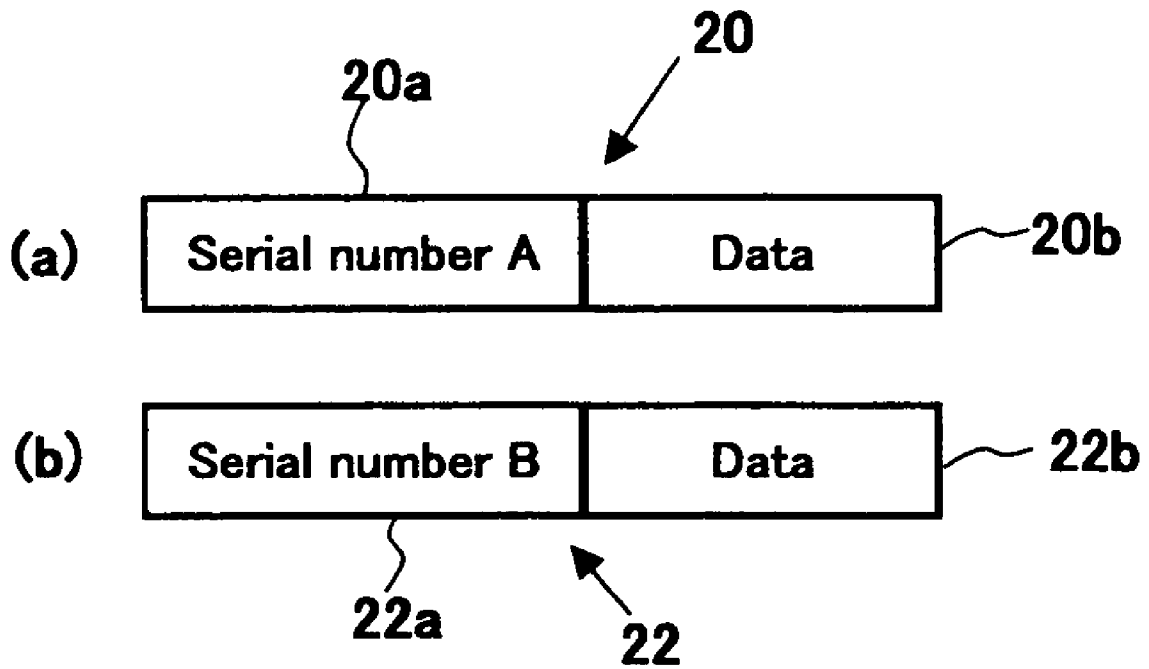 20
20a
(a) Serial number A Data 20b
(b) Serial number B Data 22b
22a
22